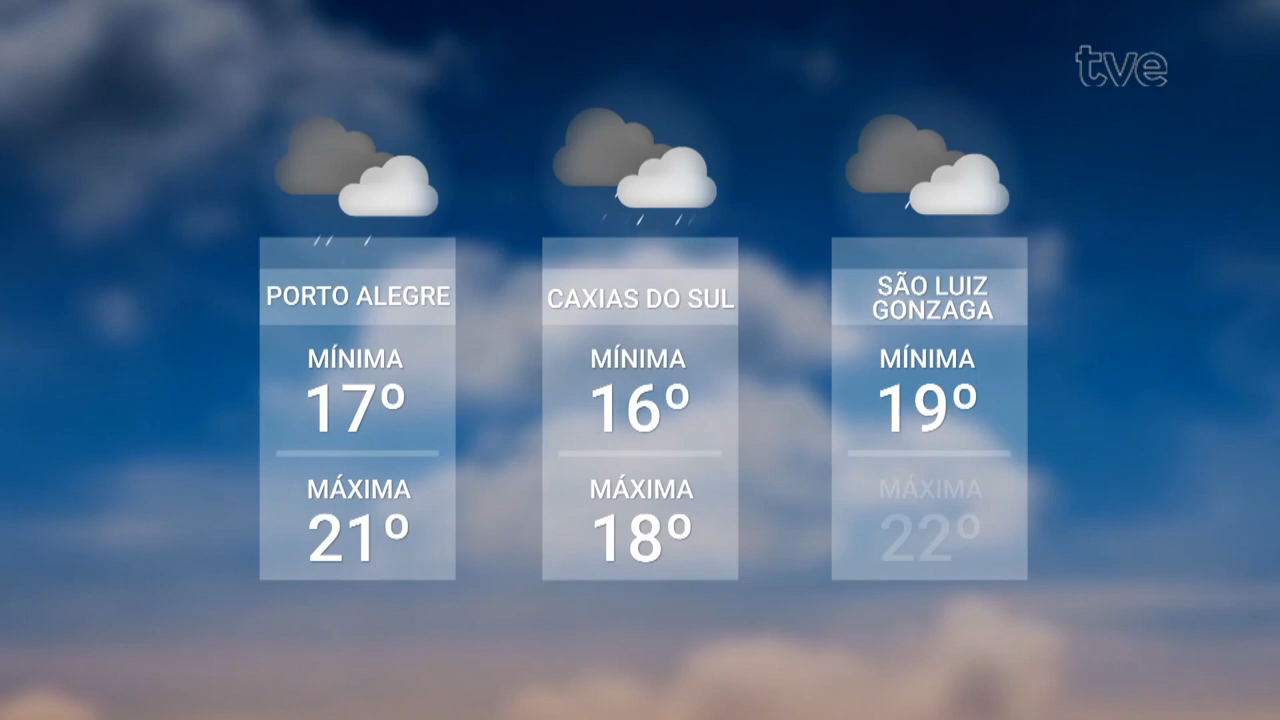 tve
PORTO ALEGRE
MÍNIMA
17º
MÁXIMA
21º
CAXIAS DO SUL
MÍNIMA
16º
MÁXIMA
18º
SÃO LUIZ
GONZAGA
MÍNIMA
19º
MÁXIMA
22º